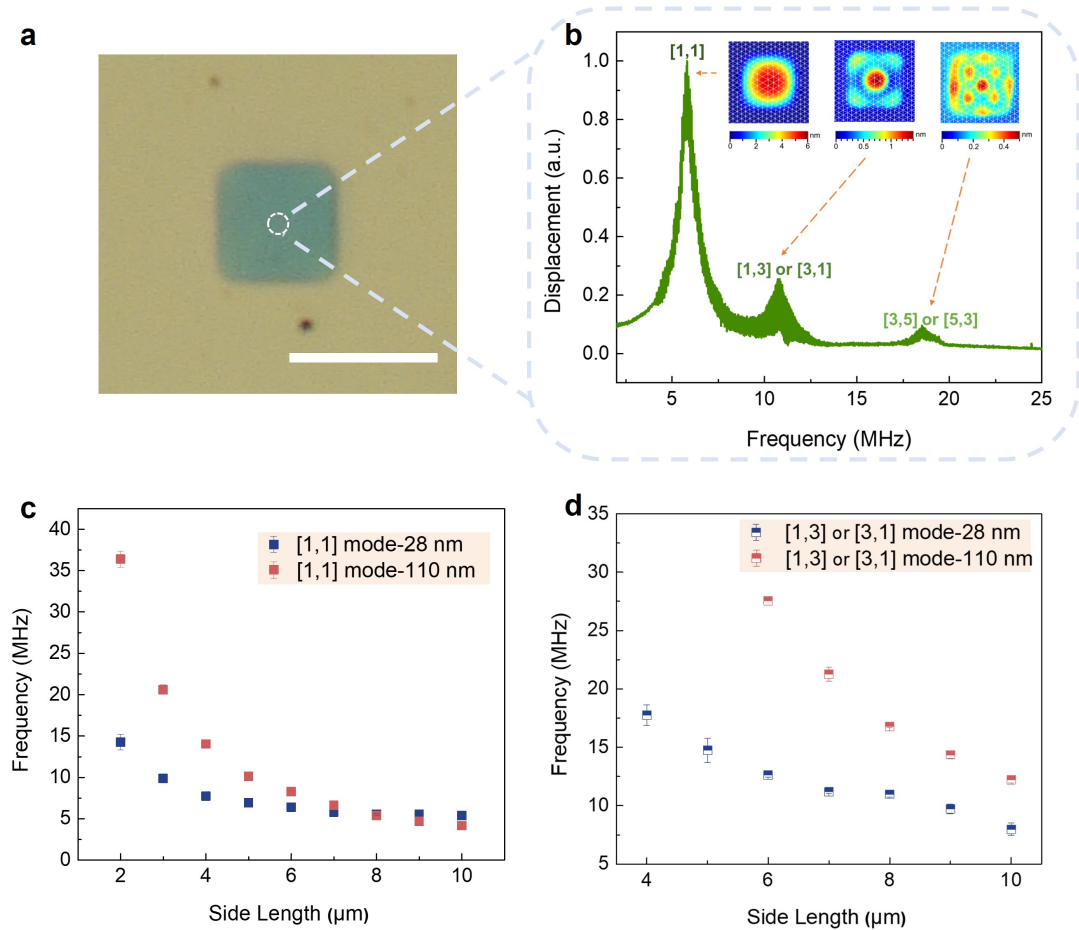 a
b
[1,1]
nm
0 2 4 6
nm
0 1
nm
0 0.2 0.4
[1,3] or [3,1]
[3,5] or [5,3]
1.0
0.8
0.6
0.4
0.2
0.0
Displacement (a.u.)
5 10 15 20 25
Frequency (MHz)
c
[1,1] mode-28 nm
[1,1] mode-110 nm
40
35
30
25
20
15
10
5
0
Frequency (MHz)
2 4 6 8 10
Side Length (μm)
d
[1,3] or [3,1] mode-28 nm
[1,3] or [3,1] mode-110 nm
35
30
25
20
15
10
5
Frequency (MHz)
4 6 8 10
Side Length (μm)